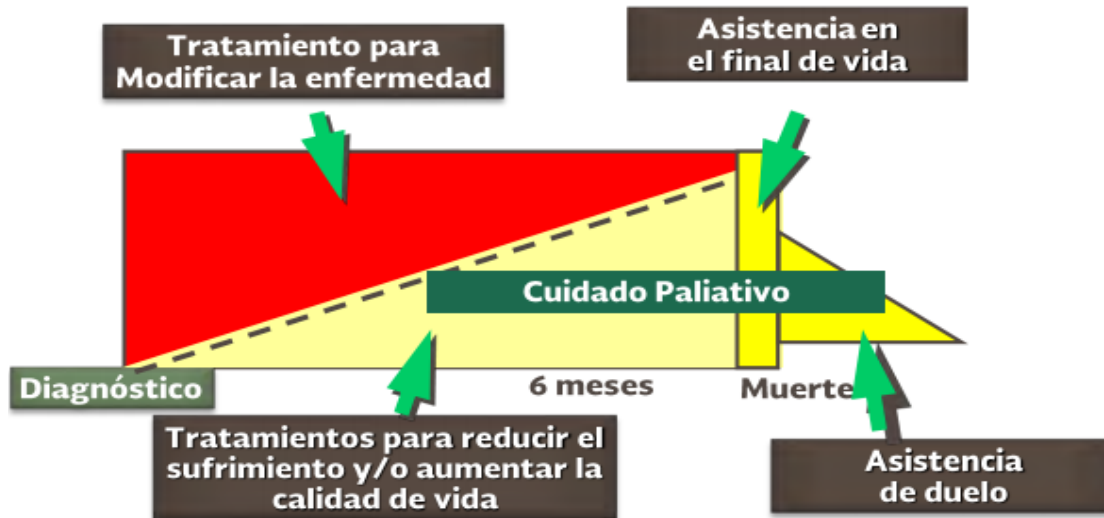 Tratamiento para
Modificar la enfermedad
Asistencia en
el final de vida
Cuidado Paliativo
Diagnóstico
6 meses
Muerte
Tratamientos para reducir el
sufrimiento y/o aumentar la
calidad de vida
Asistencia
de duelo